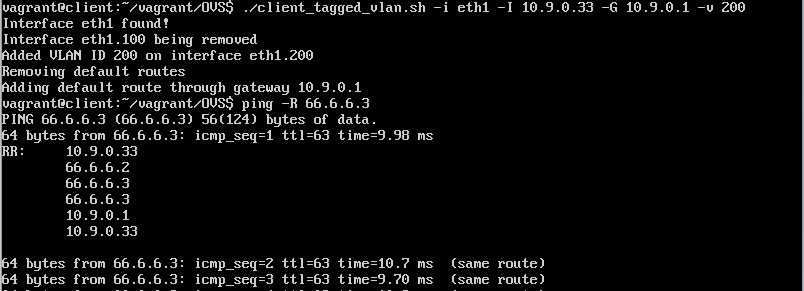 vagrant@client:~/vagrant/OVS$ ./client_tagged_vlan.sh -i eth1 -I 10.9.0.33 -G 10.9.0.1 -v 200
Interface eth1 found!
Interface eth1.100 being removed
Added VLAN ID 200 on interface eth1.200
Removing default routes
Adding default route through gateway 10.9.0.1
vagrant@client:~/vagrant/OVS$ ping -R 66.6.6.3
PING 66.6.6.3 (66.6.6.3) 56(124) bytes of data.
64 bytes from 66.6.6.3: icmp_seq=1 ttl=63 time=9.98 ms
RR: 10.9.0.33
66.6.6.2
66.6.6.3
66.6.6.3
10.9.0.1
10.9.0.33
64 bytes from 66.6.6.3: icmp_seq=2 ttl=63 time=10.7 ms (same route)
64 bytes from 66.6.6.3: icmp_seq=3 ttl=63 time=9.70 ms (same route)